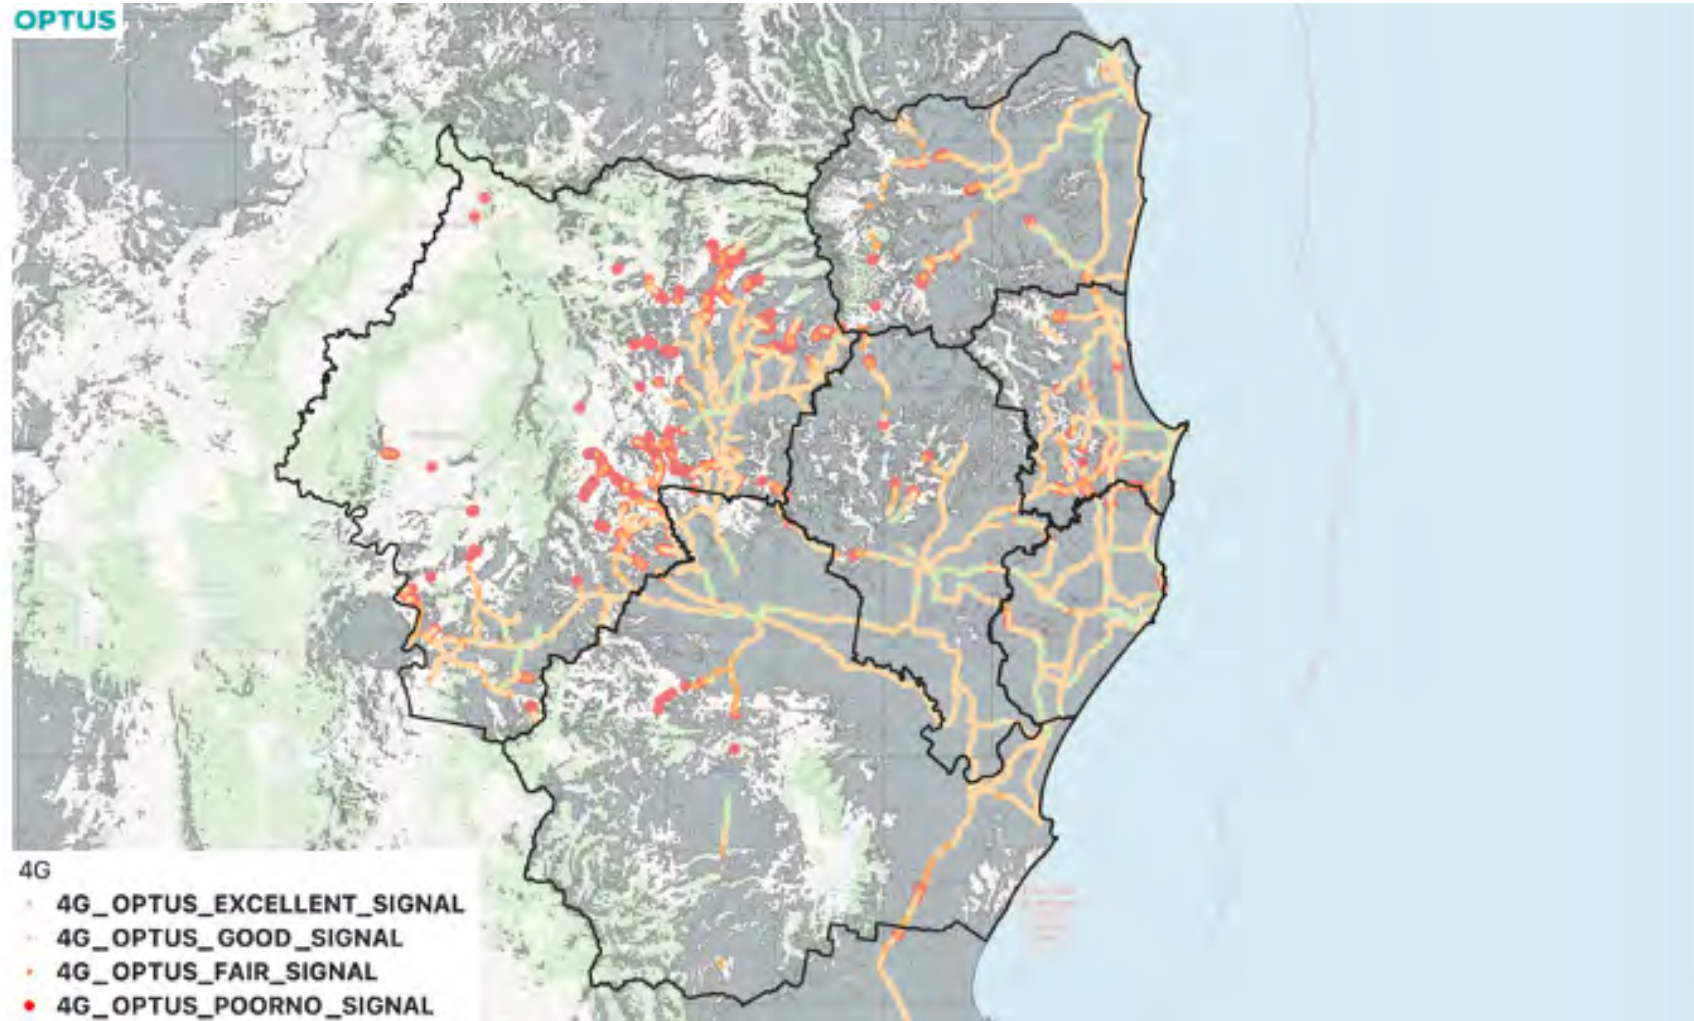 OPTUS
4G
4G_OPTUS_EXCELLENT_SIGNAL
4G_OPTUS_GOOD_SIGNAL
4G_OPTUS_FAIR_SIGNAL
4G_OPTUS_POORNO_SIGNAL